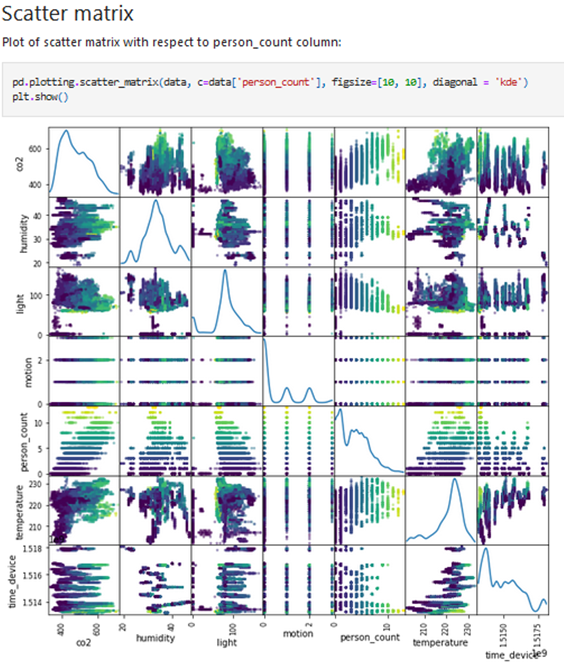 Scatter matrix
Plot of scatter matrix with respect to person_count column:
pd.plotting.scatter_matrix(data, c=data['person_count'], figsize=[10, 10], diagonal = 'kde')
plt.show()
co2
600
400
humidity
40
30
20
light
100
0
motion
2
0
person_count
10
5
0
temperature
230
220
210
time_device
1.518
1.516
1.514
400
600
20
40
0
100
0
2
0
10
210
220
230
1.5150
1.5175
co2
humidity
light
motion
person_count
temperature
time_device
1e9